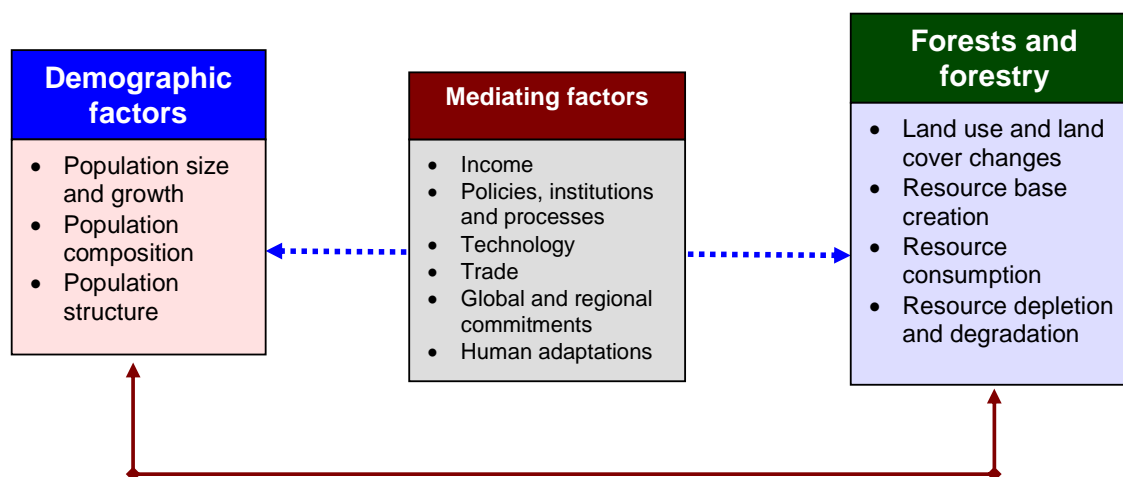 Demographic
factors
• Population size
and growth
• Population
composition
• Population
structure
Mediating factors
• Income
• Policies, institutions
and processes
• Technology
• Trade
• Global and regional
commitments
• Human adaptations
Forests and
forestry
• Land use and land
cover changes
• Resource base
creation
• Resource
consumption
• Resource depletion
and degradation